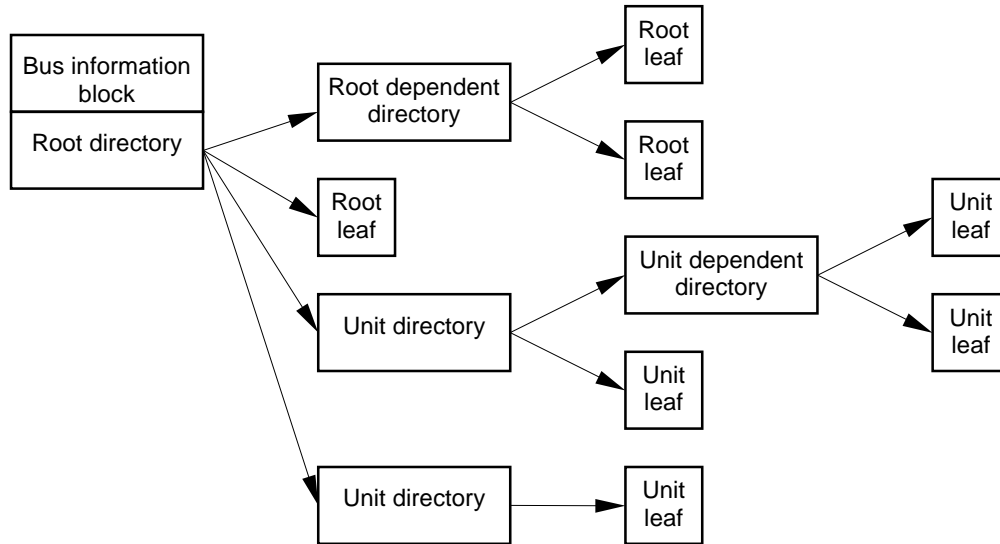 Bus information
block
Root directory
Root dependent
directory
Root
leaf
Root
leaf
Root
leaf
Unit directory
Unit dependent
directory
Unit
leaf
Unit
leaf
Unit
leaf
Unit directory
Unit
leaf